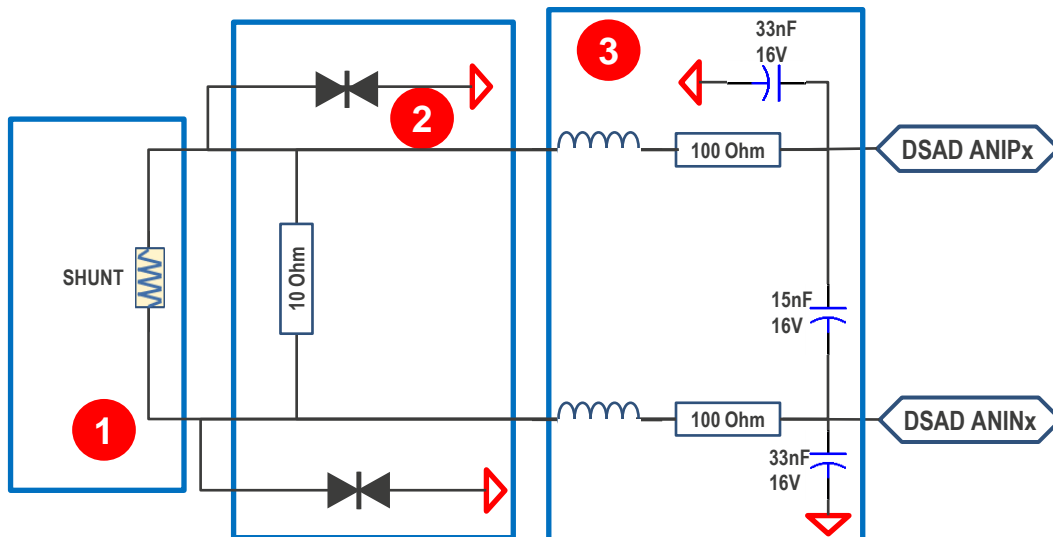 33nF
16V
3
2
100 Ohm
DSAD ANIPx
SHUNT
10 Ohm
15nF
16V
1
100 Ohm
DSAD ANINx
33nF
16V